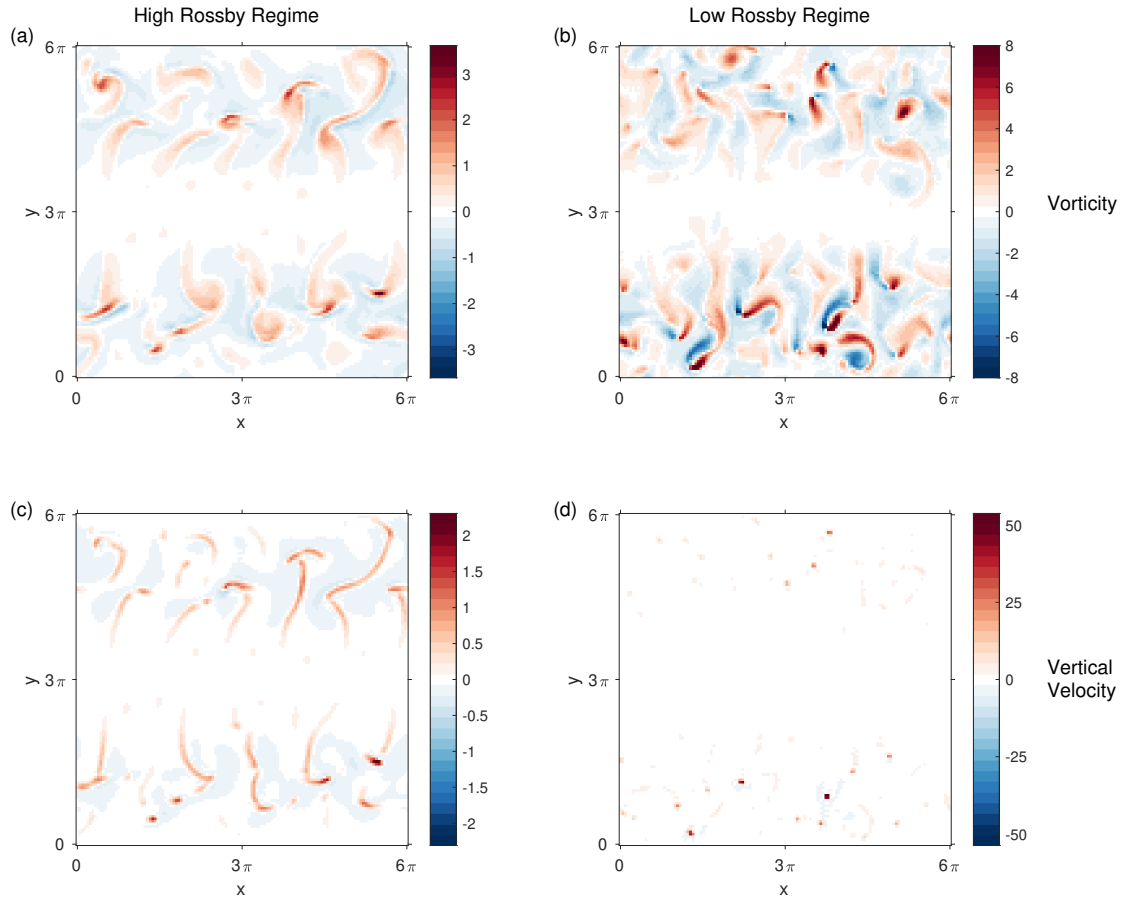 High Rossby Regime
Low Rossby Regime
(a)
6π
y
3π
0
0
3π
6π
x
3
2
1
0
-1
-2
-3
(b)
6π
y
3π
0
0
3π
6π
x
8
6
4
2
0
-2
-4
-6
-8
Vorticity
(c)
6π
y
3π
0
0
3π
6π
x
2
1.5
1
0.5
0
-0.5
-1
-1.5
-2
(d)
6π
y
3π
0
0
3π
6π
x
50
25
0
-25
-50
Vertical
Velocity